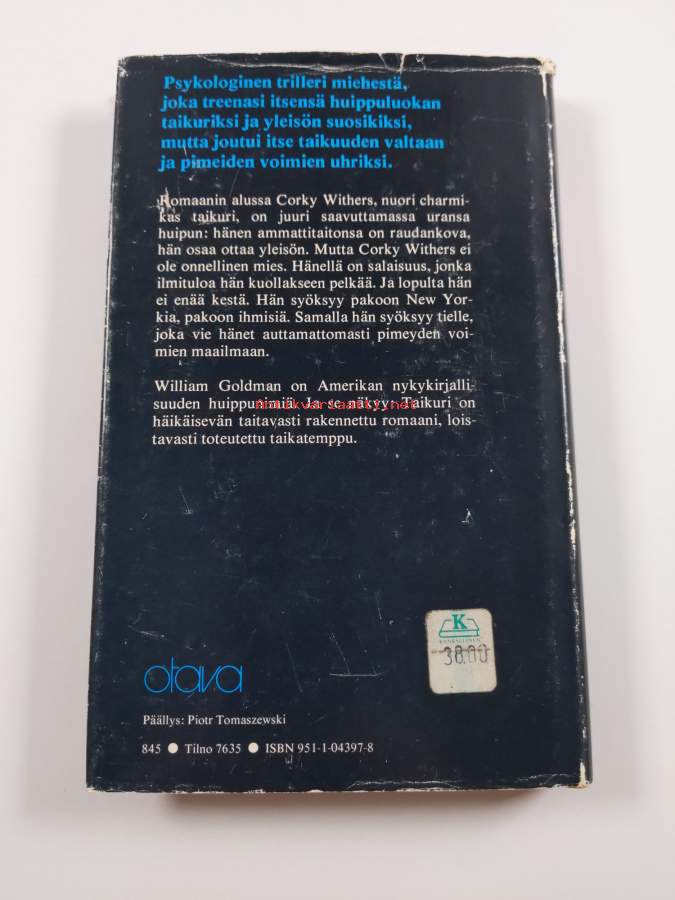 Psykologinen trilleri miehestä,
joka treenasi itsensä huippuluokan
taikuriksi ja yleisön suosikiksi,
mutta joutui itse taikuuden valtaan
ja pimeiden voimien uhriksi.
Romaanin alussa Corky Withers, nuori charmi-
kas taikuri, on juuri saavuttamassa uransa
huipun: hänen ammattitaitonsa on raudankova,
hän osaa ottaa yleisön. Mutta Corky Withers ei
ole onnellinen mies. Hänellä on salaisuus, jonka
ilmituloa hän kuollakseen pelkää. Ja lopulta hän
ei enää kestä. Hän syöksyy pakoon New Yor-
kia, pakoon ihmisiä. Samalla hän syöksyy tielle,
joka vie hänet auttamattomasti pimeyden voi-
mien maailmaan.
William Goldman on Amerikan nykykirjalli-
suuden huippunimiä. Ja se näkyy: Taikuri on
Antikvariaatti.net
häikäisevän taitavasti rakennettu romaani, lois-
tavasti toteutettu taikatemppu.
K
KANSALLINEN
38.00
otava
Päällys: Piotr Tomaszewski
845 ● Tilno 7635 ● ISBN 951-1-04397-8